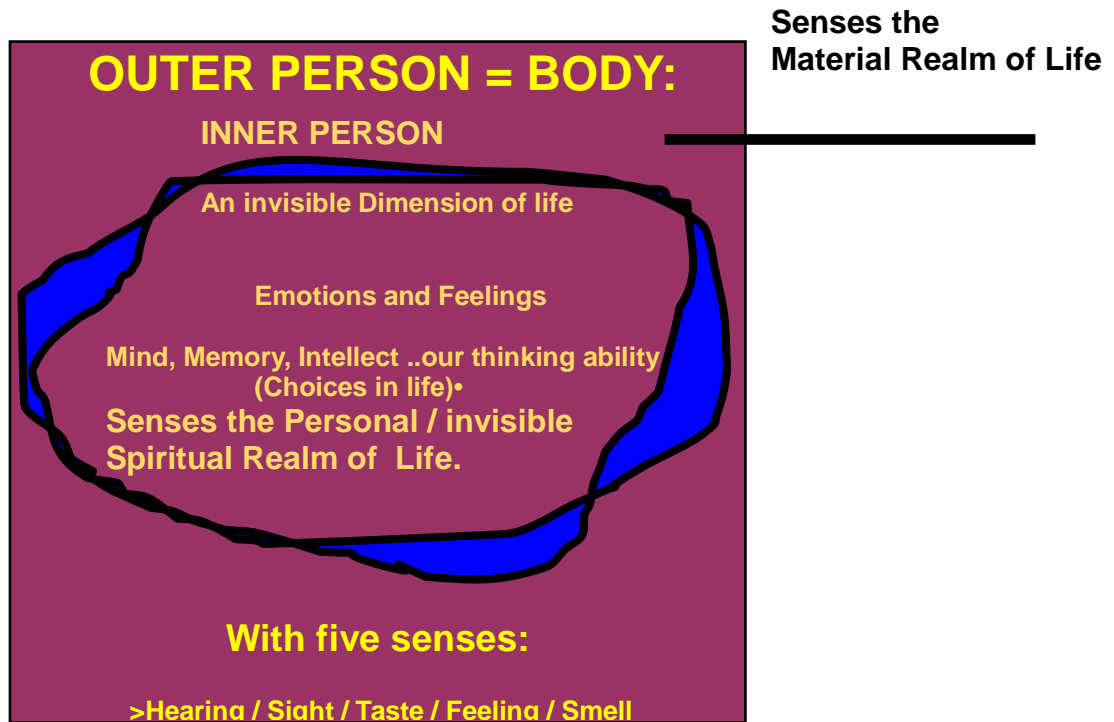 Senses the
Material Realm of Life
OUTER PERSON = BODY:
INNER PERSON
An invisible Dimension of life
Emotions and Feelings
Mind, Memory, Intellect ..our thinking ability
(Choices in life)•
Senses the Personal / invisible
Spiritual Realm of  Life.
With five senses:
>Hearing / Sight / Taste / Feeling / Smell